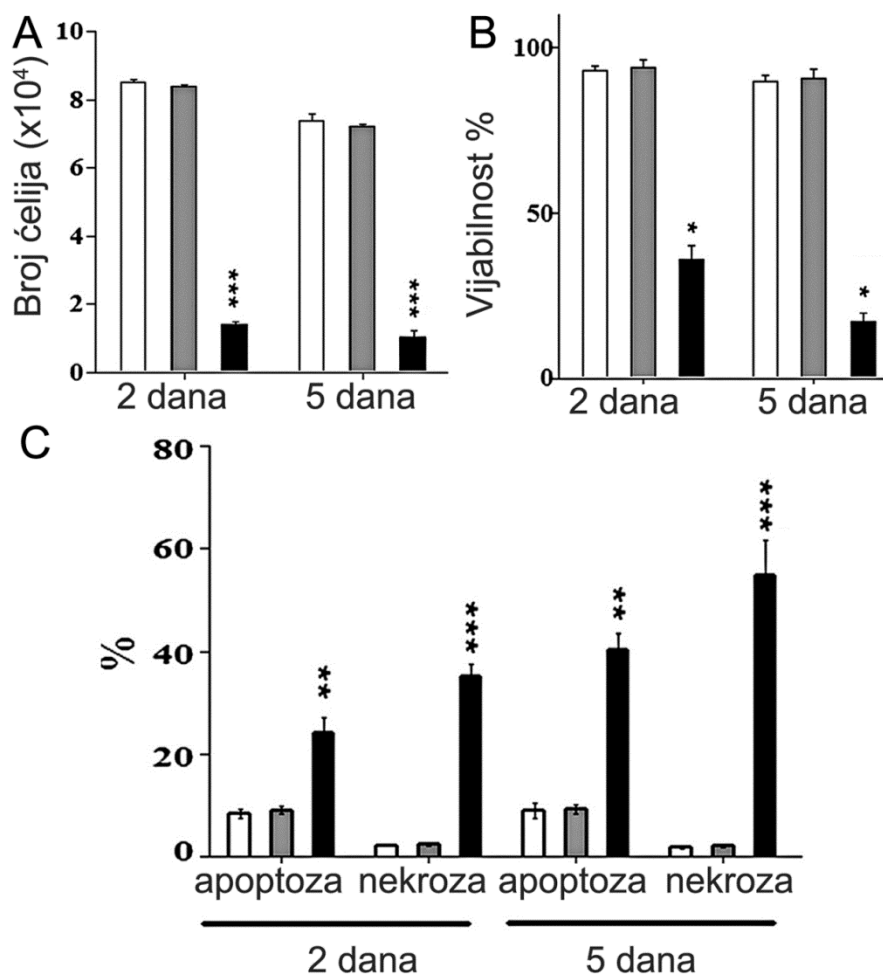 A
Broj ćelija (x10⁴)
10
8
6
4
2
0
***
***
2 dana
5 dana
B
Vijabilnost %
100
50
0
*
*
2 dana
5 dana
C
%
80
60
40
20
0
**
***
**
***
apoptoza nekroza apoptoza nekroza
2 dana
5 dana